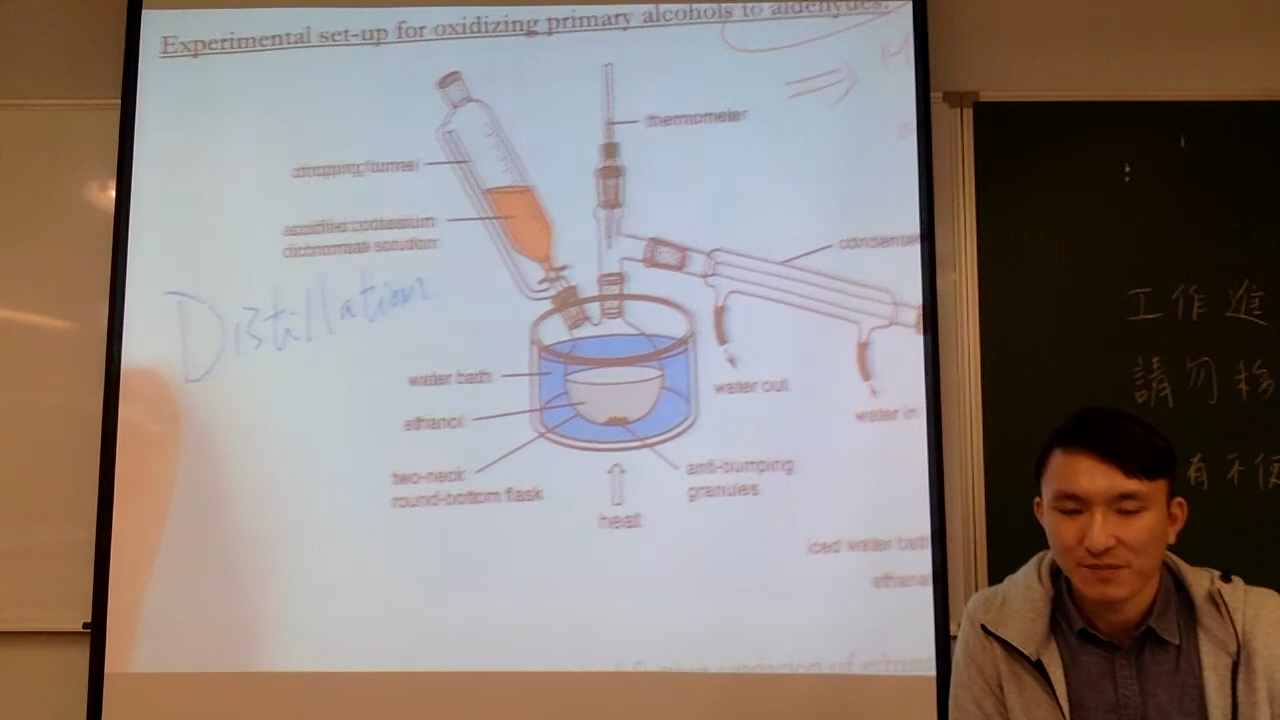 Experimental set-up for oxidizing primary alcohols to aldehydes.
thermometer
dropping funnel
acidified potassium
dichromate solution
condenser
Distillation
water bath
water out
ethanol
water in
two-neck
round-bottom flask
anti-bumping
granules
heat
iced water bath
工作進
請勿
有不便